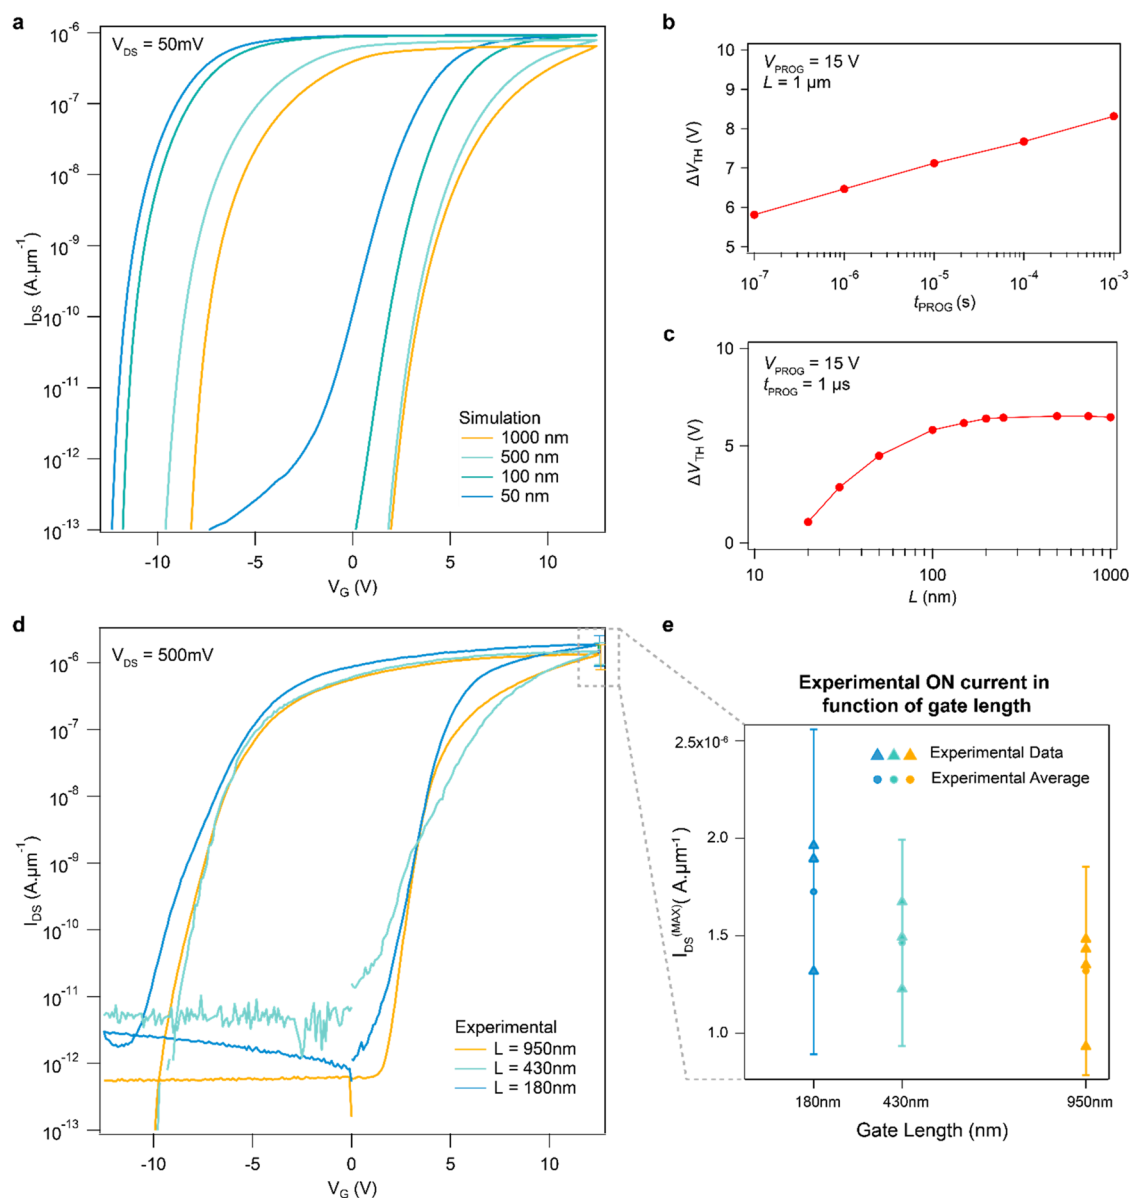 a
V_DS = 50mV
10^-6
10^-7
10^-8
10^-9
10^-10
10^-11
10^-12
10^-13
I_DS (A.µm^-1)
Simulation
1000 nm
500 nm
100 nm
50 nm
-10
-5
0
5
10
V_G (V)
b
V_PROG = 15 V
L = 1 µm
10
9
8
7
6
5
ΔV_TH (V)
10^-7
10^-6
10^-5
10^-4
10^-3
t_PROG (s)
c
V_PROG = 15 V
t_PROG = 1 µs
10
5
0
ΔV_TH (V)
10
100
1000
L (nm)
d
V_DS = 500mV
10^-6
10^-7
10^-8
10^-9
10^-10
10^-11
10^-12
10^-13
I_DS (A.µm^-1)
Experimental
L = 950nm
L = 430nm
L = 180nm
-10
-5
0
5
10
V_G (V)
e
Experimental ON current in
function of gate length
2.5x10^-6
2.0
1.5
1.0
I_DS^(MAX)( A.µm^-1)
Experimental Data
Experimental Average
180nm
430nm
950nm
Gate Length (nm)